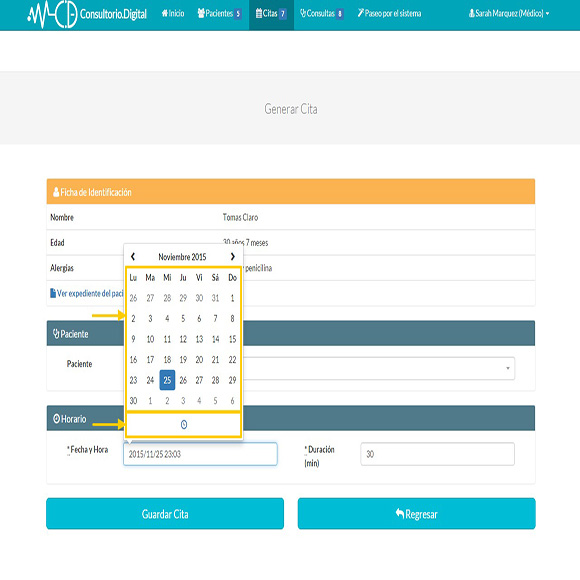 Consultorio.Digital Inicio Pacientes 5 Citas 7 Consultas 8 Paseo por el sistema Sarah Marquez (Médico)
Generar Cita
Ficha de Identificación
Nombre Tomas Claro
Edad 30 años 7 meses
Alergias penicilina
Ver expediente del paci
Noviembre 2015
Lu Ma Mi Ju Vi Sá Do
26 27 28 29 30 31 1
2 3 4 5 6 7 8
9 10 11 12 13 14 15
16 17 18 19 20 21 22
23 24 25 26 27 28 29
30 1 2 3 4 5 6
Paciente
Paciente
Horario
* Fecha y Hora 2015/11/25 23:03 * Duración (min) 30
Guardar Cita Regresar